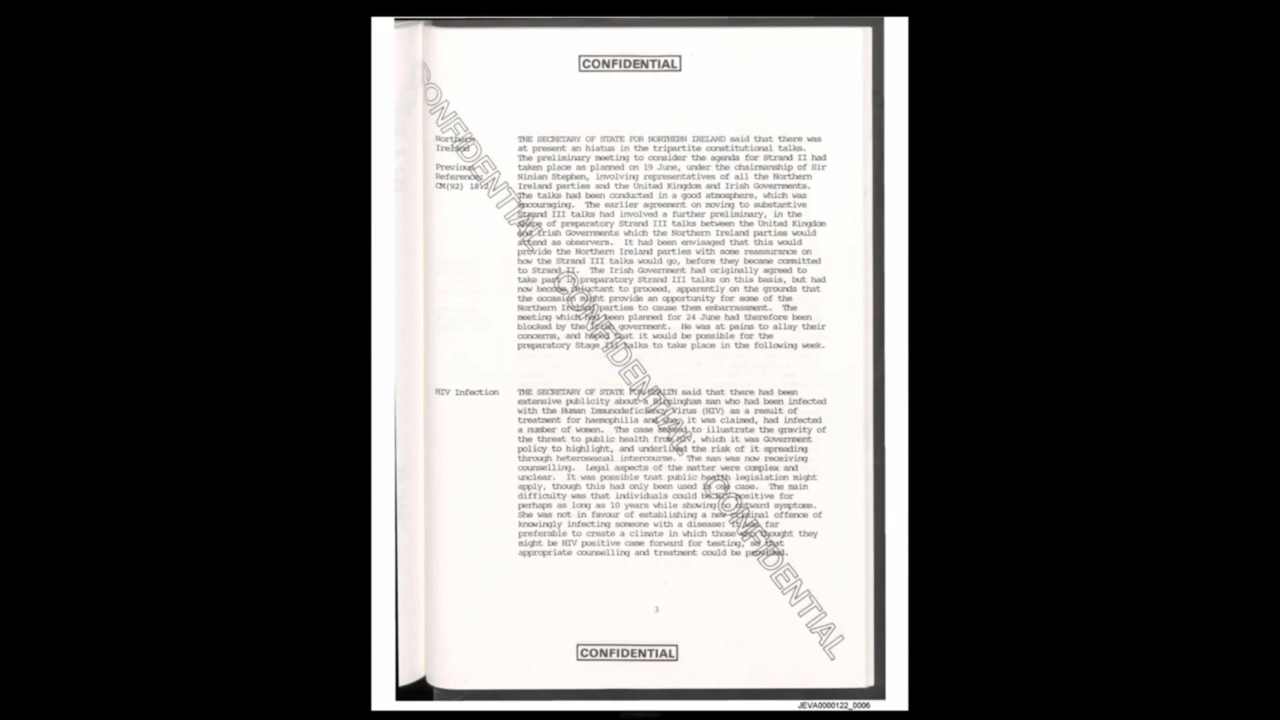 CONFIDENTIAL
Northern
Ireland
Previous
Reference:
CM(92) 18.2
THE SECRETARY OF STATE FOR NORTHERN IRELAND said that there was
at present an hiatus in the tripartite constitutional talks.
The preliminary meeting to consider the agenda for Strand II had
taken place as planned on 19 June, under the chairmanship of Sir
Ninian Stephen, involving representatives of all the Northern
Ireland parties and the United Kingdom and Irish Governments.
The talks had been conducted in a good atmosphere, which was
encouraging. The earlier agreement on moving to substantive
Strand III talks had involved a further preliminary, in the
shape of preparatory Strand III talks between the United Kingdom
and Irish Governments which the Northern Ireland parties would
attend as observers. It had been envisaged that this would
provide the Northern Ireland parties with some reassurance on
how the Strand III talks would go, before they became committed
to Strand II. The Irish Government had originally agreed to
take part in preparatory Strand III talks on this basis, but had
now become reluctant to proceed, apparently on the grounds that
the occasion might provide an opportunity for some of the
Northern Ireland parties to cause them embarrassment. The
meeting which had been planned for 24 June had therefore been
blocked by the Irish government. He was at pains to allay their
concerns, and hoped that it would be possible for the
preparatory Stage III talks to take place in the following week.
HIV Infection
THE SECRETARY OF STATE FOR HEALTH said that there had been
extensive publicity about a Birmingham man who had been infected
with the Human Immunodeficiency Virus (HIV) as a result of
treatment for haemophilia and who, it was claimed, had infected
a number of women. The case served to illustrate the gravity of
the threat to public health from HIV, which it was Government
policy to highlight, and underlined the risk of it spreading
through heterosexual intercourse. The man was now receiving
counselling. Legal aspects of the matter were complex and
unclear. It was possible that public health legislation might
apply, though this had only been used in one case. The main
difficulty was that individuals could be HIV positive for
perhaps as long as 10 years while showing no outward symptoms.
She was not in favour of establishing a new criminal offence of
knowingly infecting someone with a disease: it was far
preferable to create a climate in which those who thought they
might be HIV positive came forward for testing, so that
appropriate counselling and treatment could be provided.
3
CONFIDENTIAL
CONFIDENTIAL
CONFIDENTIAL
CONFIDENTIAL
JEVA0000122_0006